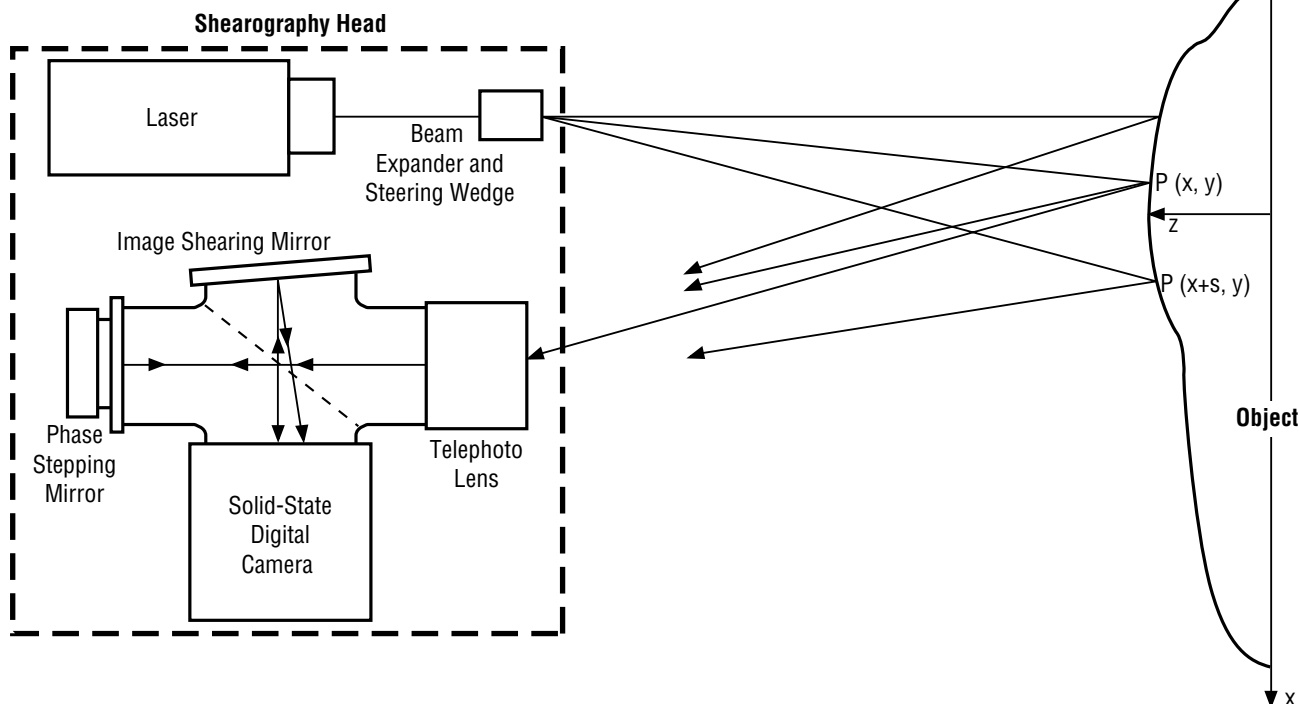 Shearography Head
Laser
Beam
Expander and
Steering Wedge
P (x, y)
z
Image Shearing Mirror
P (x+s, y)
Object
Phase
Stepping
Mirror
Telephoto
Lens
Solid-State
Digital
Camera
x